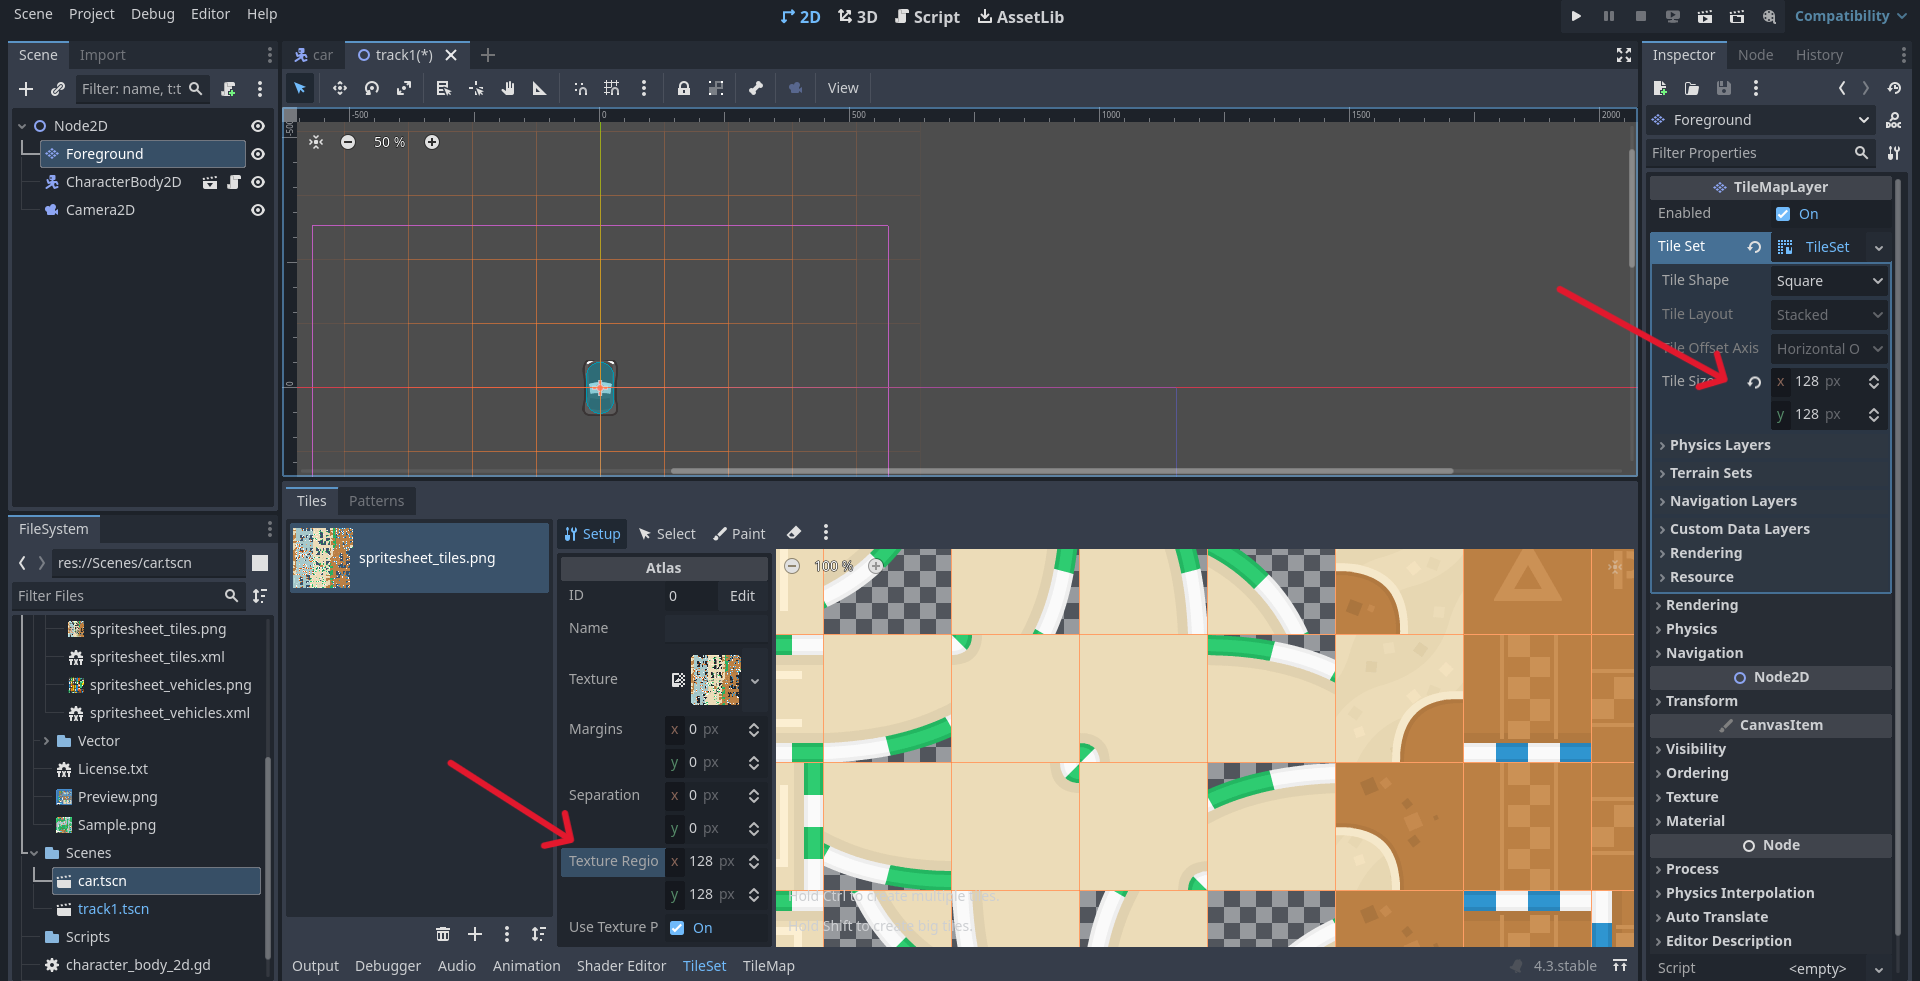 Scene Project Debug Editor Help
2D 3D Script AssetLib
Compatibility
Scene Import
Filter: name, t:t
Node2D
Foreground
CharacterBody2D
Camera2D
car track1(*)
View
-500 0 500 1000 1500 2000
-500
0
50 %
Inspector Node History
Foreground
DOC
Filter Properties
TileMapLayer
Enabled On
Tile Set TileSet
Tile Shape Square
Tile Layout Stacked
Tile Offset Axis Horizontal O
Tile Siz x 128 px
y 128 px
Physics Layers
Terrain Sets
Navigation Layers
Custom Data Layers
Rendering
Resource
Rendering
Physics
Navigation
Node2D
Transform
CanvasItem
Visibility
Ordering
Texture
Material
Node
Process
Physics Interpolation
Auto Translate
Editor Description
Script <empty>
FileSystem
res://Scenes/car.tscn
Filter Files
spritesheet_tiles.png
spritesheet_tiles.xml
spritesheet_vehicles.png
spritesheet_vehicles.xml
Vector
License.txt
Preview.png
Sample.png
Scenes
car.tscn
track1.tscn
Scripts
character_body_2d.gd
Tiles Patterns
spritesheet_tiles.png
Setup Select Paint
Atlas
ID 0 Edit
Name
Texture
Margins x 0 px
y 0 px
Separation x 0 px
y 0 px
Texture Regio x 128 px
y 128 px
Use Texture P On
100 %
Hold Ctrl to create multiple tiles.
Hold Shift to create big tiles.
Output Debugger Audio Animation Shader Editor TileSet TileMap 4.3.stable